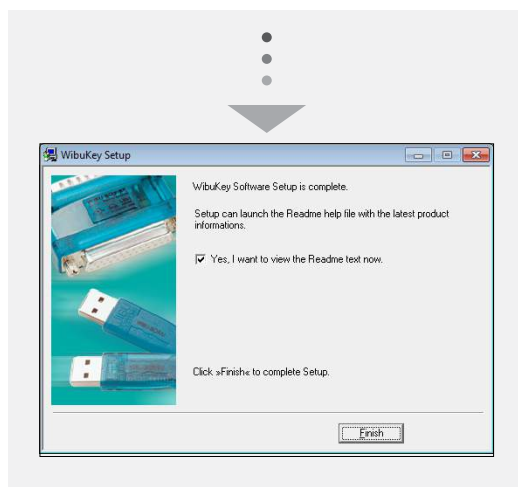 WibuKey Setup
WibuKey Software Setup is complete.
Setup can launch the Readme help file with the latest product
informations.
Yes, I want to view the Readme text now.
Click »Finish« to complete Setup.
Finish